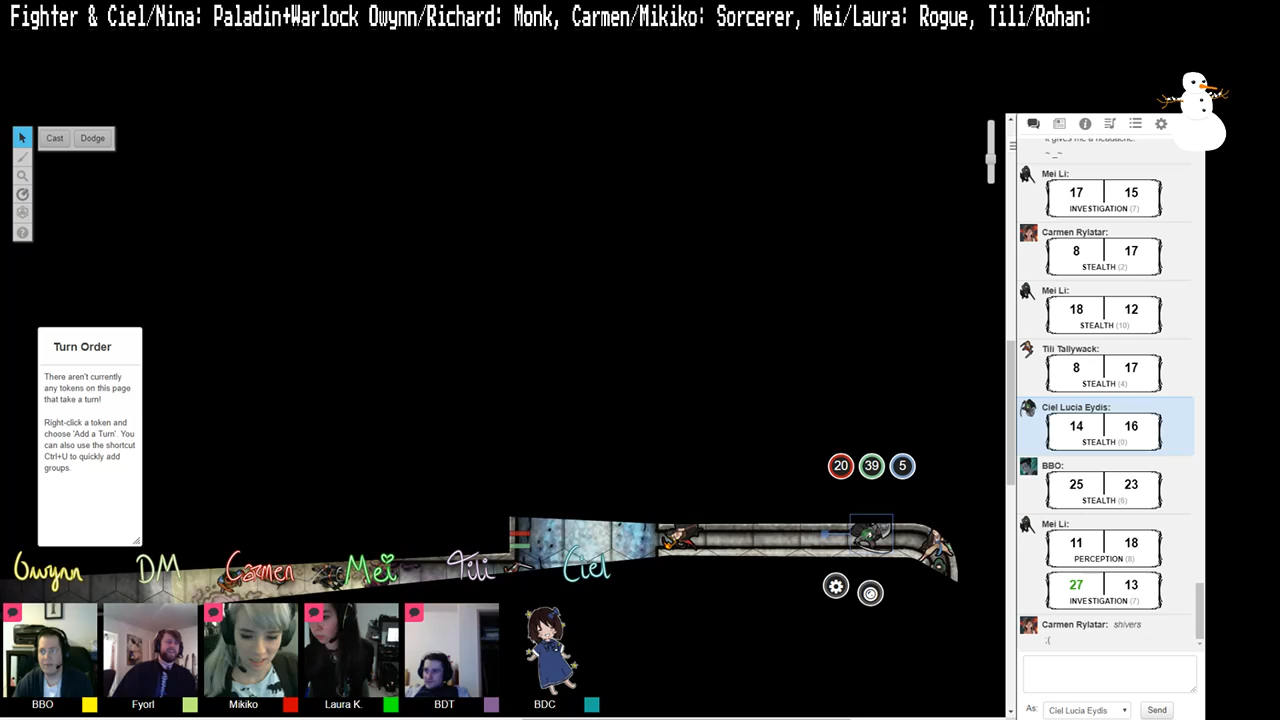 Fighter & Ciel/Nina: Paladin+Warlock Owynn/Richard: Monk, Carmen/Mikiko: Sorcerer, Mei/Laura: Rogue, Tili/Rohan:
Cast Dodge
it gives me a headache.
~_~
Mei Li:
17 15
INVESTIGATION (7)
Carmen Rylatar:
8 17
STEALTH (2)
Mei Li:
18 12
STEALTH (10)
Tili Tallywack:
8 17
STEALTH (4)
Ciel Lucia Eydis:
14 16
STEALTH (0)
BBO:
25 23
STEALTH (6)
Mei Li:
11 18
PERCEPTION (8)
27 13
INVESTIGATION (7)
Carmen Rylatar: shivers
:(
As: Ciel Lucia Eydis Send
Turn Order
There aren't currently
any tokens on this page
that take a turn!
Right-click a token and
choose 'Add a Turn'. You
can also use the shortcut
Ctrl+U to quickly add
groups.
20 39 5
Owynn DM Carmen Mei Tili Ciel
BBO Fyorl Mikiko Laura K. BDT BDC